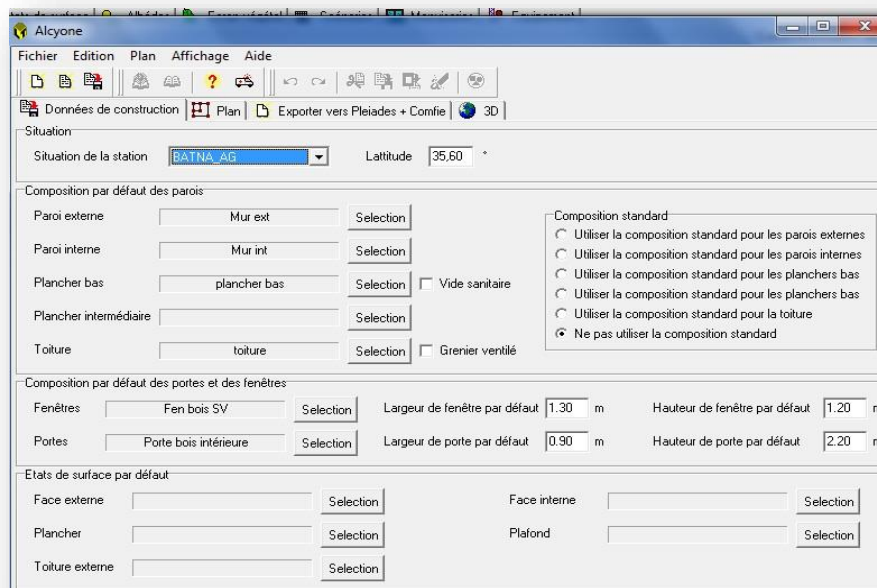 Albédos Ecran végétal Scénarios Menuiseries Equipement
Alcyone
Fichier Edition Plan Affichage Aide
Données de construction Plan Exporter vers Pleiades + Comfie 3D
Situation
Situation de la station BATNA_AG Lattitude 35,60 °
Composition par défaut des parois
Paroi externe Mur ext Selection
Paroi interne Mur int Selection
Plancher bas plancher bas Selection Vide sanitaire
Plancher intermédiaire Selection
Toiture toiture Selection Grenier ventilé
Composition standard
Utiliser la composition standard pour les parois externes
Utiliser la composition standard pour les parois internes
Utiliser la composition standard pour les planchers bas
Utiliser la composition standard pour les planchers bas
Utiliser la composition standard pour la toiture
Ne pas utiliser la composition standard
Composition par défaut des portes et des fenêtres
Fenêtres Fen bois SV Selection Largeur de fenêtre par défaut 1.30 m Hauteur de fenêtre par défaut 1.20
Portes Porte bois intérieure Selection Largeur de porte par défaut 0.90 m Hauteur de porte par défaut 2.20
Etats de surface par défaut
Face externe Selection Face interne Selection
Plancher Selection Plafond Selection
Toiture externe Selection